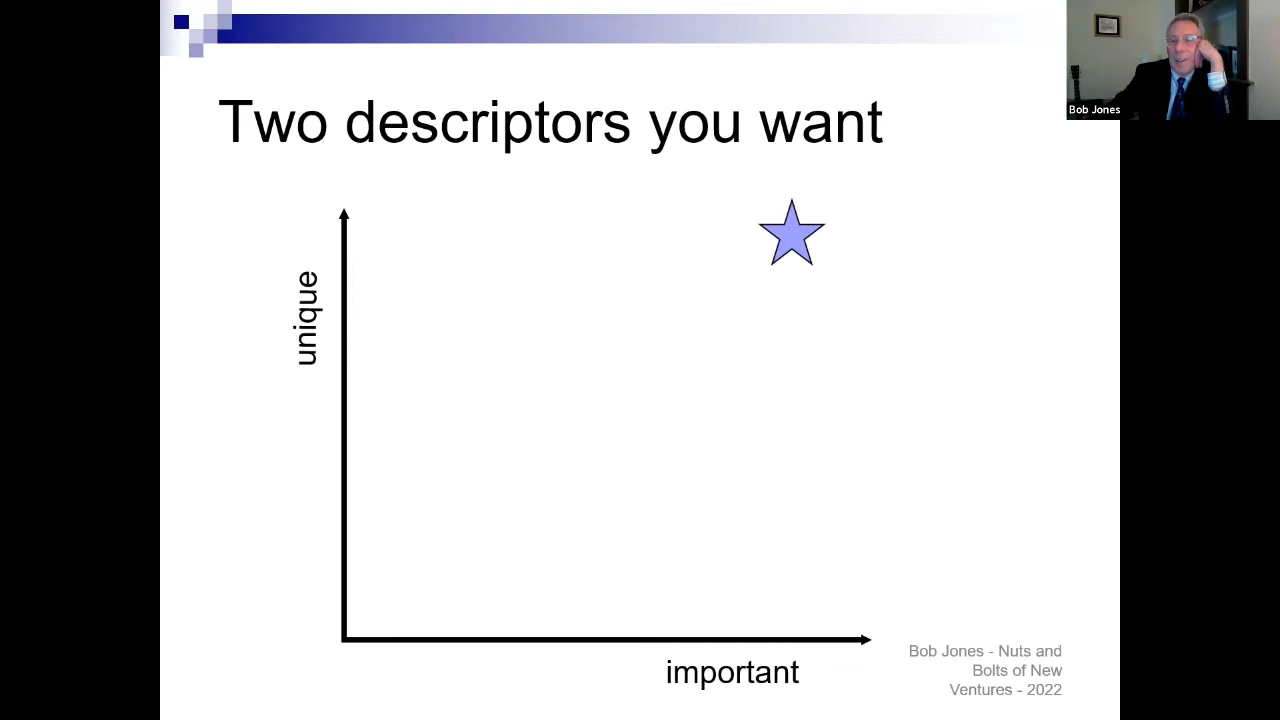 Bob Jones
Two descriptors you want
unique
important
Bob Jones - Nuts and
Bolts of New
Ventures - 2022